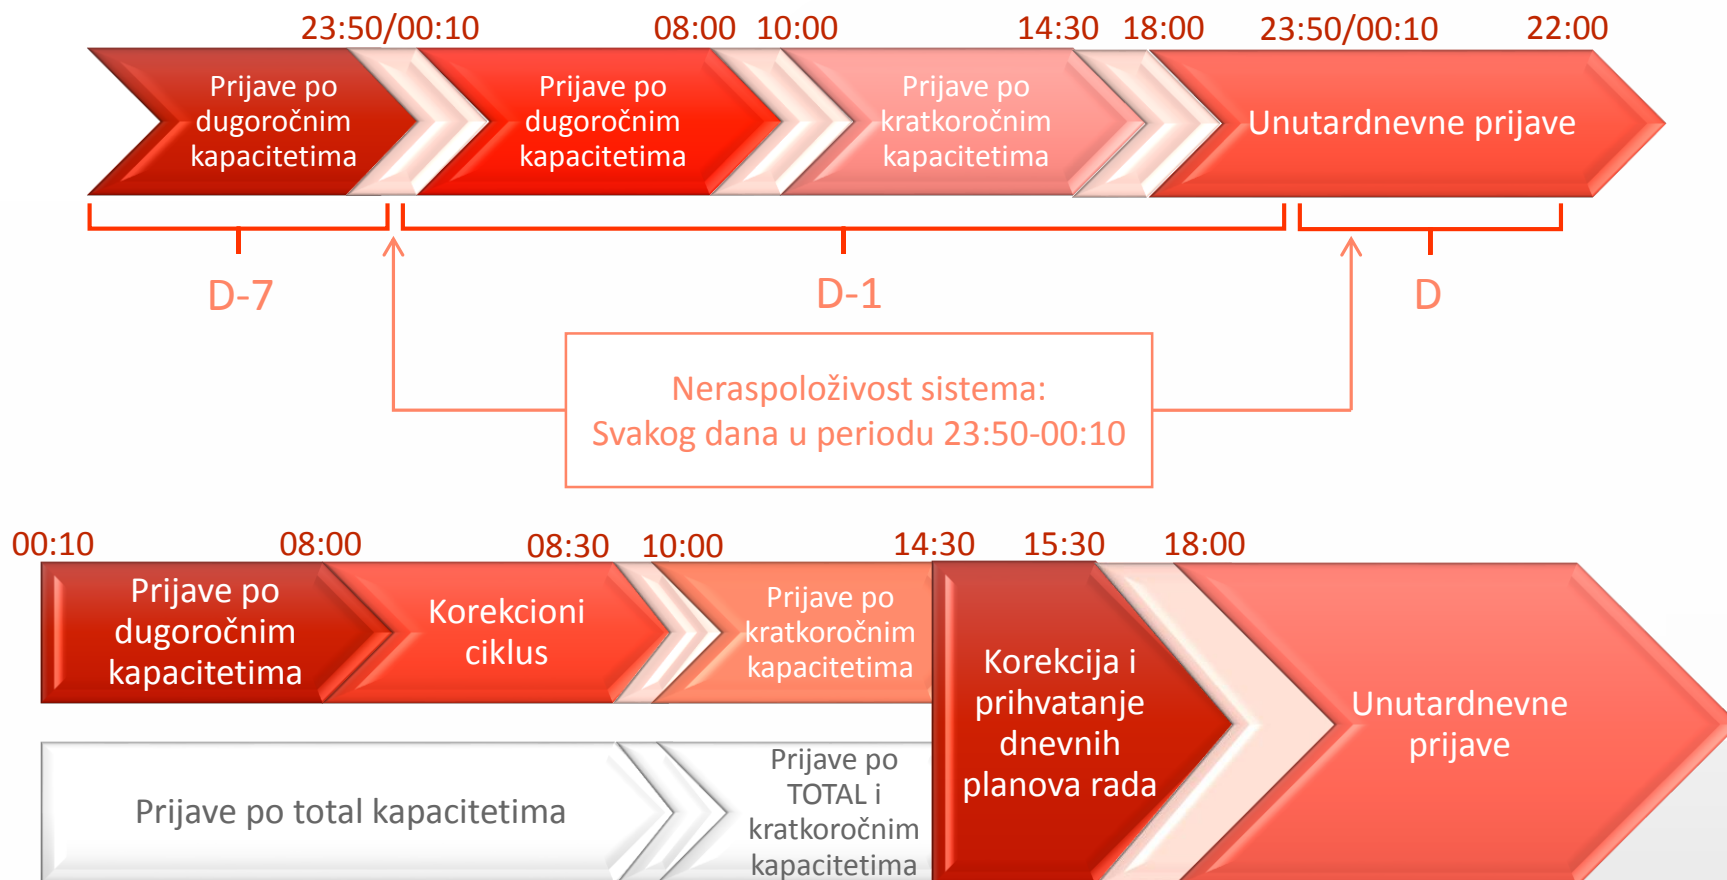 23:50/00:10 08:00 10:00 14:30 18:00 23:50/00:10 22:00
Prijave po
dugoročnim
kapacitetima
Prijave po
dugoročnim
kapacitetima
Prijave po
kratkoročnim
kapacitetima
Unutardnevne prijave
D-7
D-1
D
Neraspoloživost sistema:
Svakog dana u periodu 23:50-00:10
00:10 08:00 08:30 10:00 14:30 15:30 18:00
Prijave po
dugoročnim
kapacitetima
Korekcioni
ciklus
Prijave po
kratkoročnim
kapacitetima
Korekcija i
prihvatanje
dnevnih
planova rada
Unutardnevne
prijave
Prijave po total kapacitetima
Prijave po
TOTAL i
kratkoročnim
kapacitetima